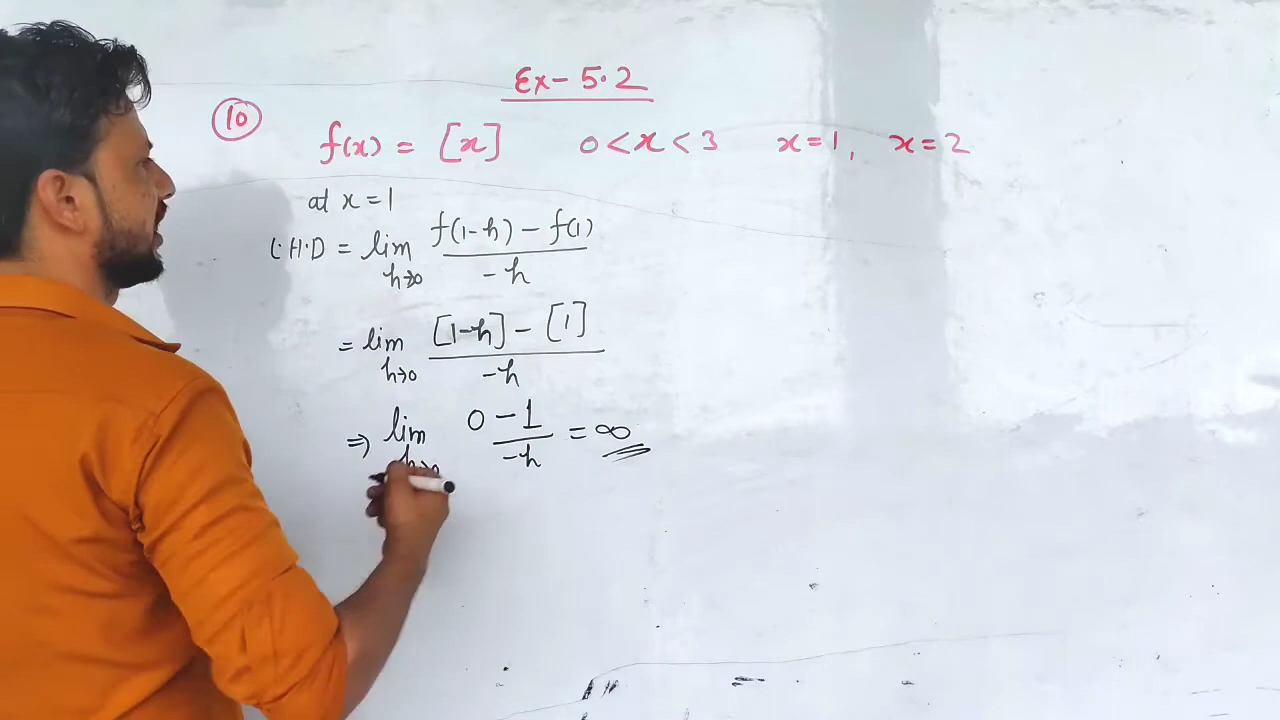 Ex- 5.2
(10) f(x) = [x] 0 < x < 3 x=1, x=2
at x = 1
L.H.D = lim h→0 f(1-h) - f(1) / -h
= lim h→0 [1-h] - [1] / -h
⇒ lim h→0 0 - 1 / -h = ∞